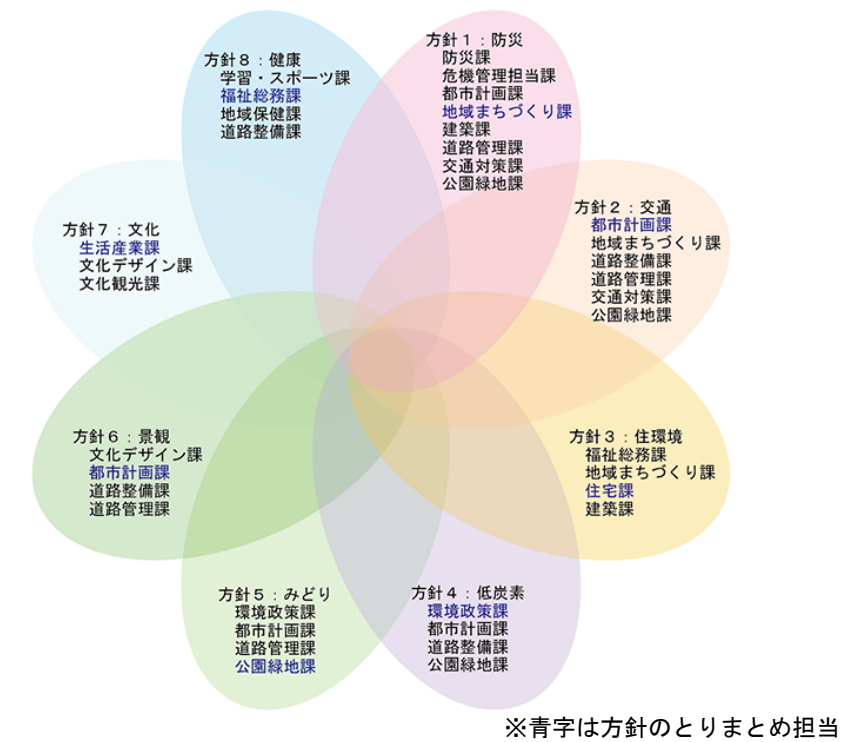 方針１：防災
防災課
危機管理担当課
都市計画課
地域まちづくり課
建築課
道路管理課
交通対策課
公園緑地課
方針２：交通
都市計画課
地域まちづくり課
道路整備課
道路管理課
交通対策課
公園緑地課
方針３：住環境
福祉総務課
地域まちづくり課
住宅課
建築課
方針４：低炭素
環境政策課
都市計画課
道路整備課
公園緑地課
方針５：みどり
環境政策課
都市計画課
道路管理課
公園緑地課
方針６：景観
文化デザイン課
都市計画課
道路整備課
道路管理課
方針７：文化
生活産業課
文化デザイン課
文化観光課
方針８：健康
学習・スポーツ課
福祉総務課
地域保健課
道路整備課
※青字は方針のとりまとめ担当